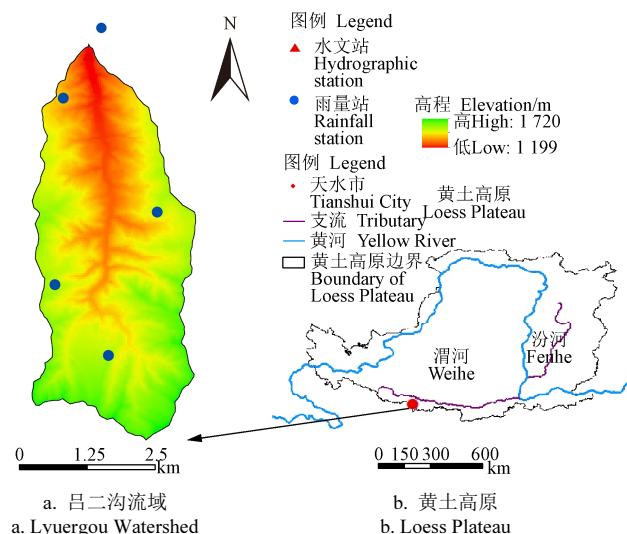 N
图例 Legend
水文站
Hydrographic
station
雨量站
Rainfall
station
高程 Elevation/m
高High: 1 720
低Low: 1 199
图例 Legend
天水市
Tianshui City
支流 Tributary
黄河 Yellow River
黄土高原边界
Boundary of
Loess Plateau
黄土高原
Loess Plateau
渭河
Weihe
汾河
Fenhe
0 1.25 2.5
km
0 150 300 600
km
a. 吕二沟流域
a. Lyuergou Watershed
b. 黄土高原
b. Loess Plateau